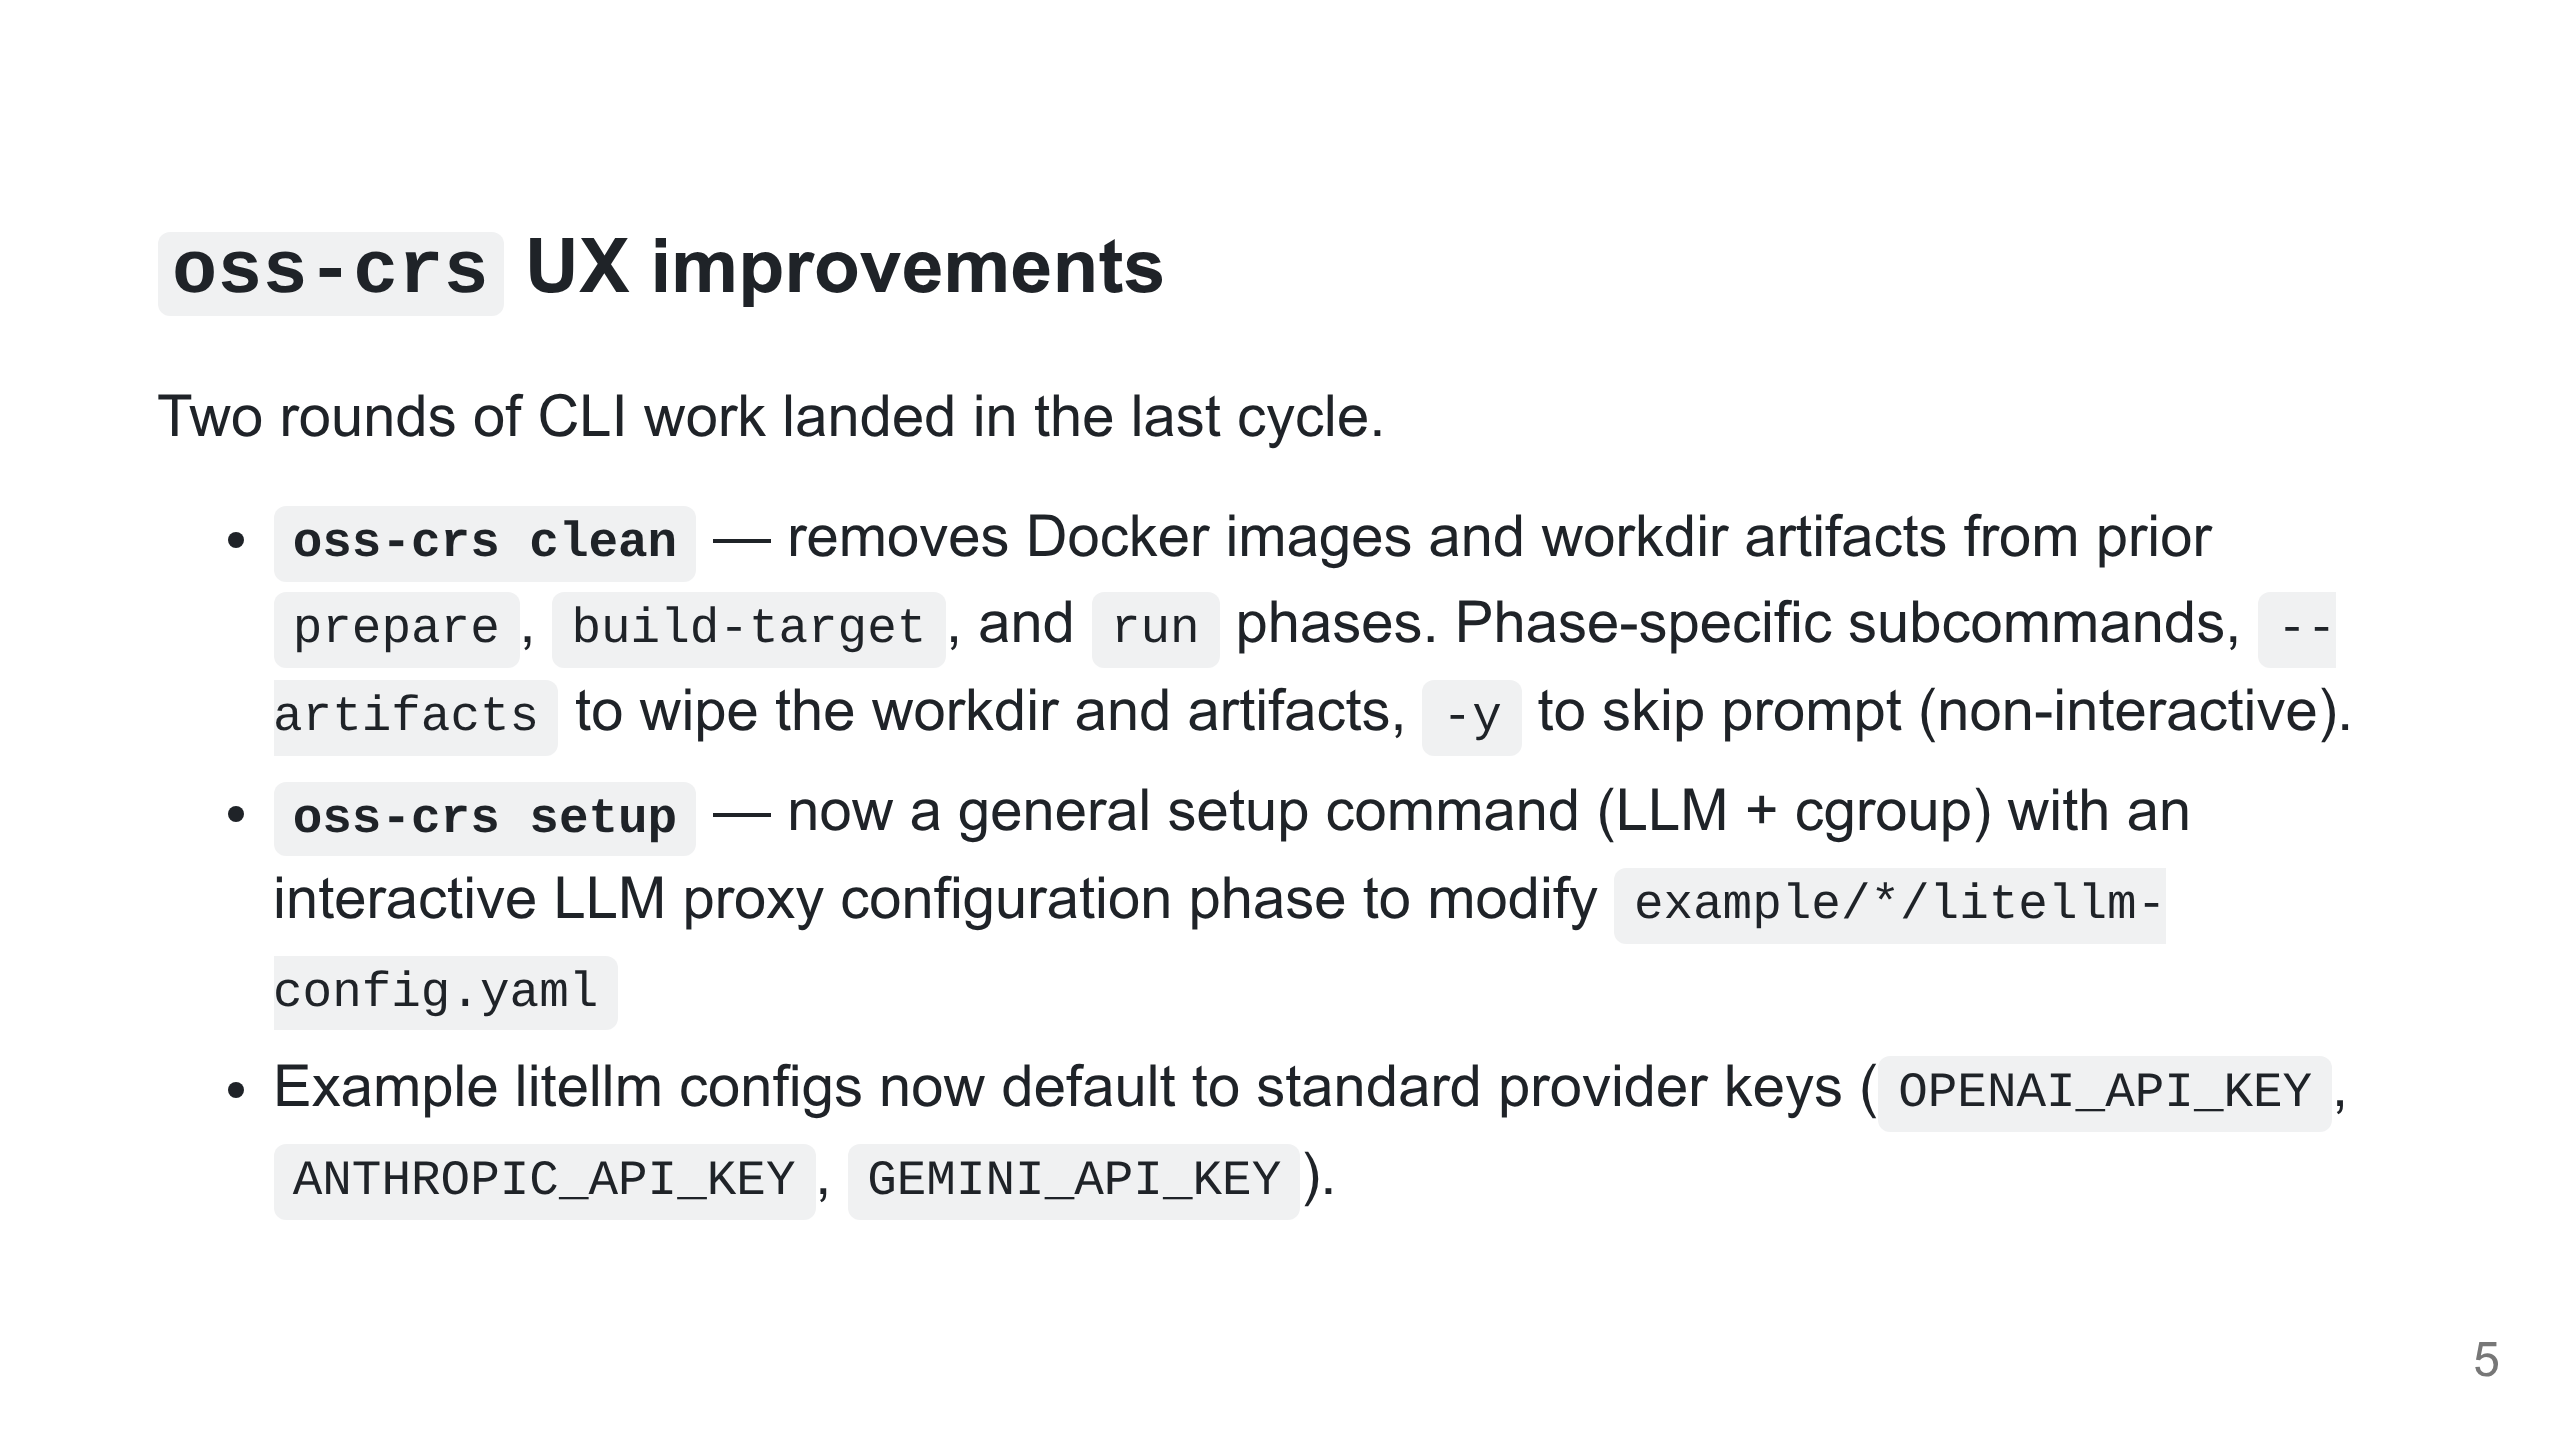 oss-crs UX improvements
Two rounds of CLI work landed in the last cycle.
• oss-crs clean — removes Docker images and workdir artifacts from prior
prepare, build-target, and run phases. Phase-specific subcommands, --
artifacts to wipe the workdir and artifacts, -y to skip prompt (non-interactive).
• oss-crs setup — now a general setup command (LLM + cgroup) with an
interactive LLM proxy configuration phase to modify example/*/litellm-
config.yaml
• Example litellm configs now default to standard provider keys (OPENAI_API_KEY,
ANTHROPIC_API_KEY, GEMINI_API_KEY).
5